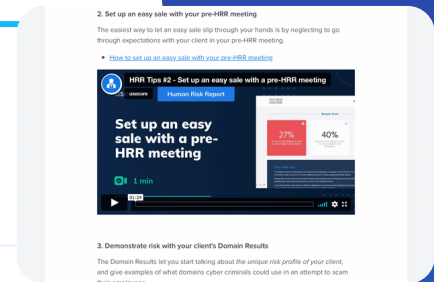 2. Set up an easy sale with your pre-HRR meeting
The easiest way to let an easy sale slip through your hands is by neglecting to go
through expectations with your client in your pre-HRR meeting.
How to set up an easy sale with your pre-HRR meeting
HRR Tips #2 - Set up an easy sale with a pre-HRR meeting
usecure
Human Risk Report
Set up an easy
sale with a pre-
HRR meeting
27%
40%
1 min
01:24
3. Demonstrate risk with your client's Domain Results
The Domain Results let you start talking about the unique risk profile of your client,
and give examples of what domains cyber criminals could use in an attempt to scam
their employees